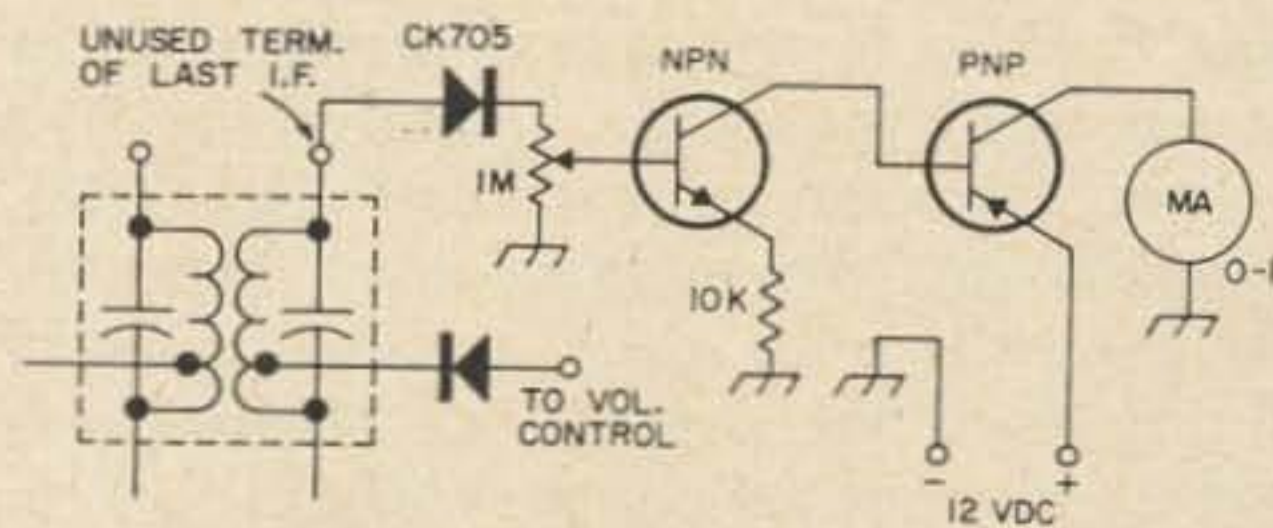 UNUSED TERM.
OF LAST I.F.
CK705
NPN
PNP
1M
MA
10K
TO VOL.
CONTROL
-
+
12 VDC